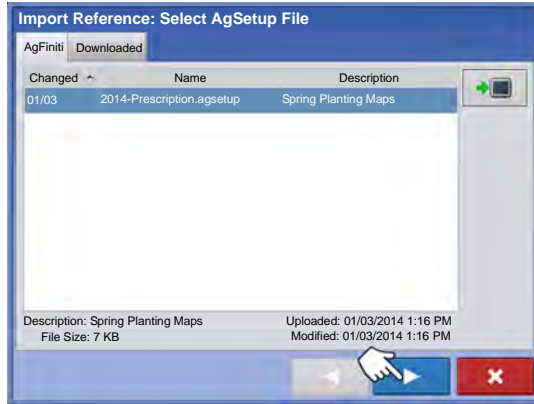 Import Reference: Select AgSetup File
AgFiniti Downloaded
Changed Name Description
01/03 2014-Prescription.agsetup Spring Planting Maps
Description: Spring Planting Maps Uploaded: 01/03/2014 1:16 PM
File Size: 7 KB Modified: 01/03/2014 1:16 PM